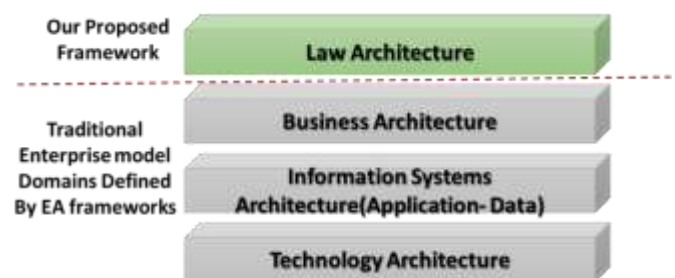 Our Proposed
Framework
Law Architecture
Traditional
Enterprise model
Domains Defined
By EA frameworks
Business Architecture
Information Systems
Architecture(Application- Data)
Technology Architecture